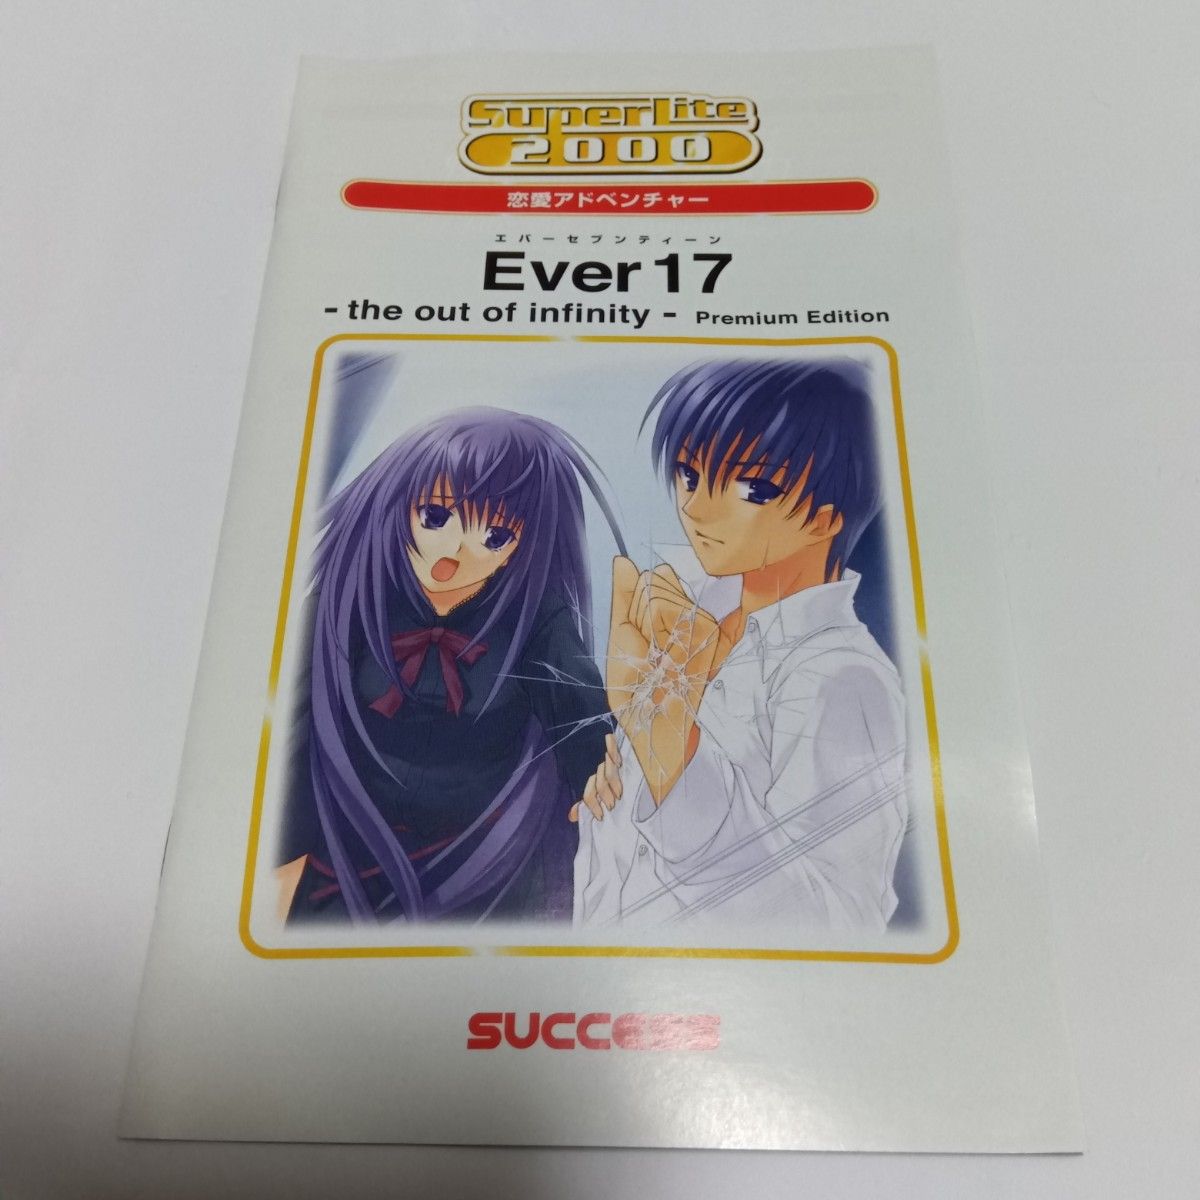 SuperLite
2000
恋愛アドベンチャー
エバーセブンティーン
Ever17
- the out of infinity - Premium Edition
SUCCESS